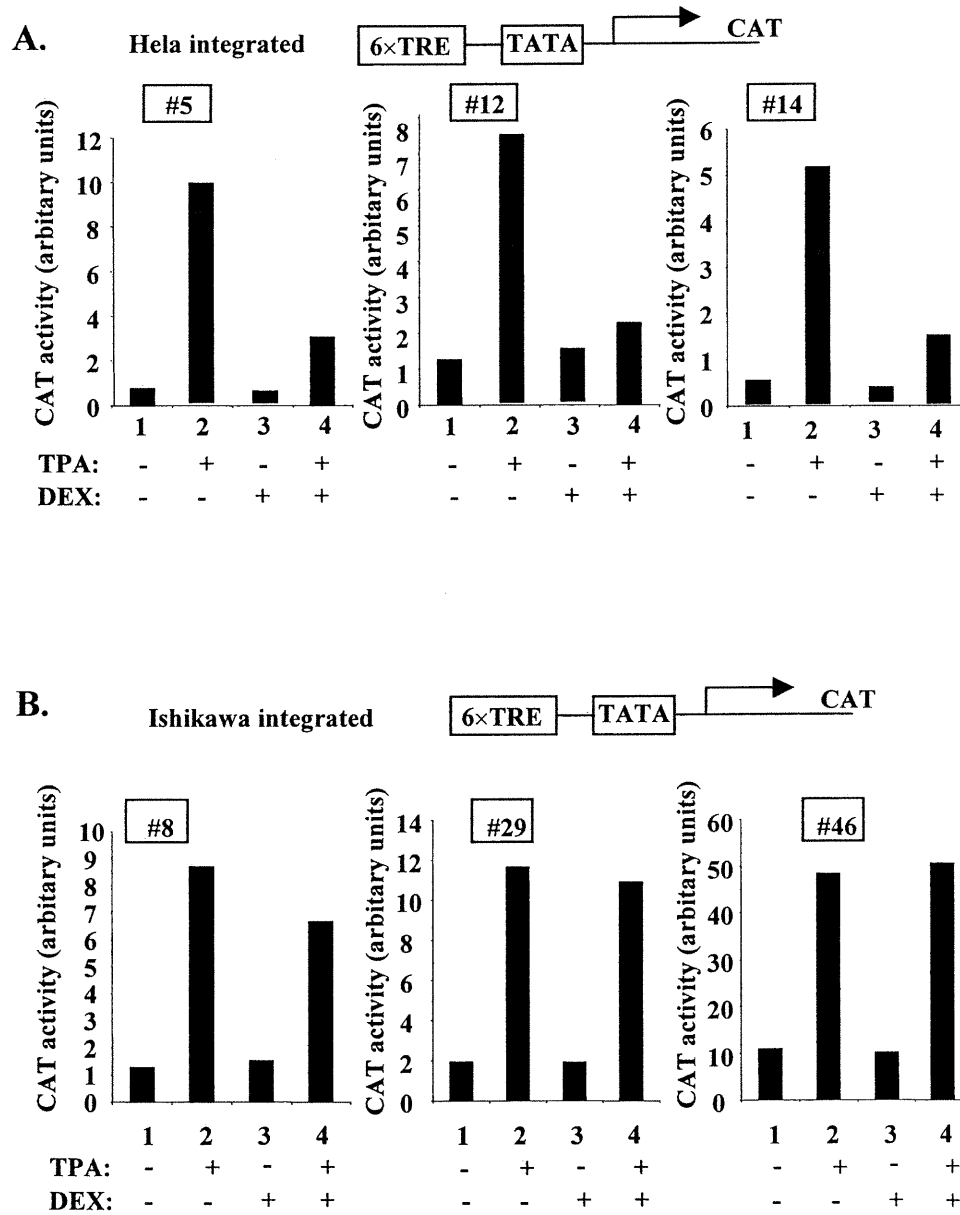 A.
Hela integrated
6×TRE TATA CAT
#5
CAT activity (arbitary units)
12
10
8
6
4
2
0
1 2 3 4
#12
CAT activity (arbitary units)
8
7
6
5
4
3
2
1
0
1 2 3 4
#14
CAT activity (arbitary units)
6
5
4
3
2
1
0
1 2 3 4
TPA: - + - + - + - + - + - +
DEX: - - + + - - + + - - + +
B.
Ishikawa integrated
6×TRE TATA CAT
#8
CAT activity (arbitary units)
10
9
8
7
6
5
4
3
2
1
0
1 2 3 4
#29
CAT activity (arbitary units)
14
12
10
8
6
4
2
0
1 2 3 4
#46
CAT activity (arbitary units)
60
50
40
30
20
10
0
1 2 3 4
TPA: - + - + - + - + - + - +
DEX: - - + + - - + + - - + +